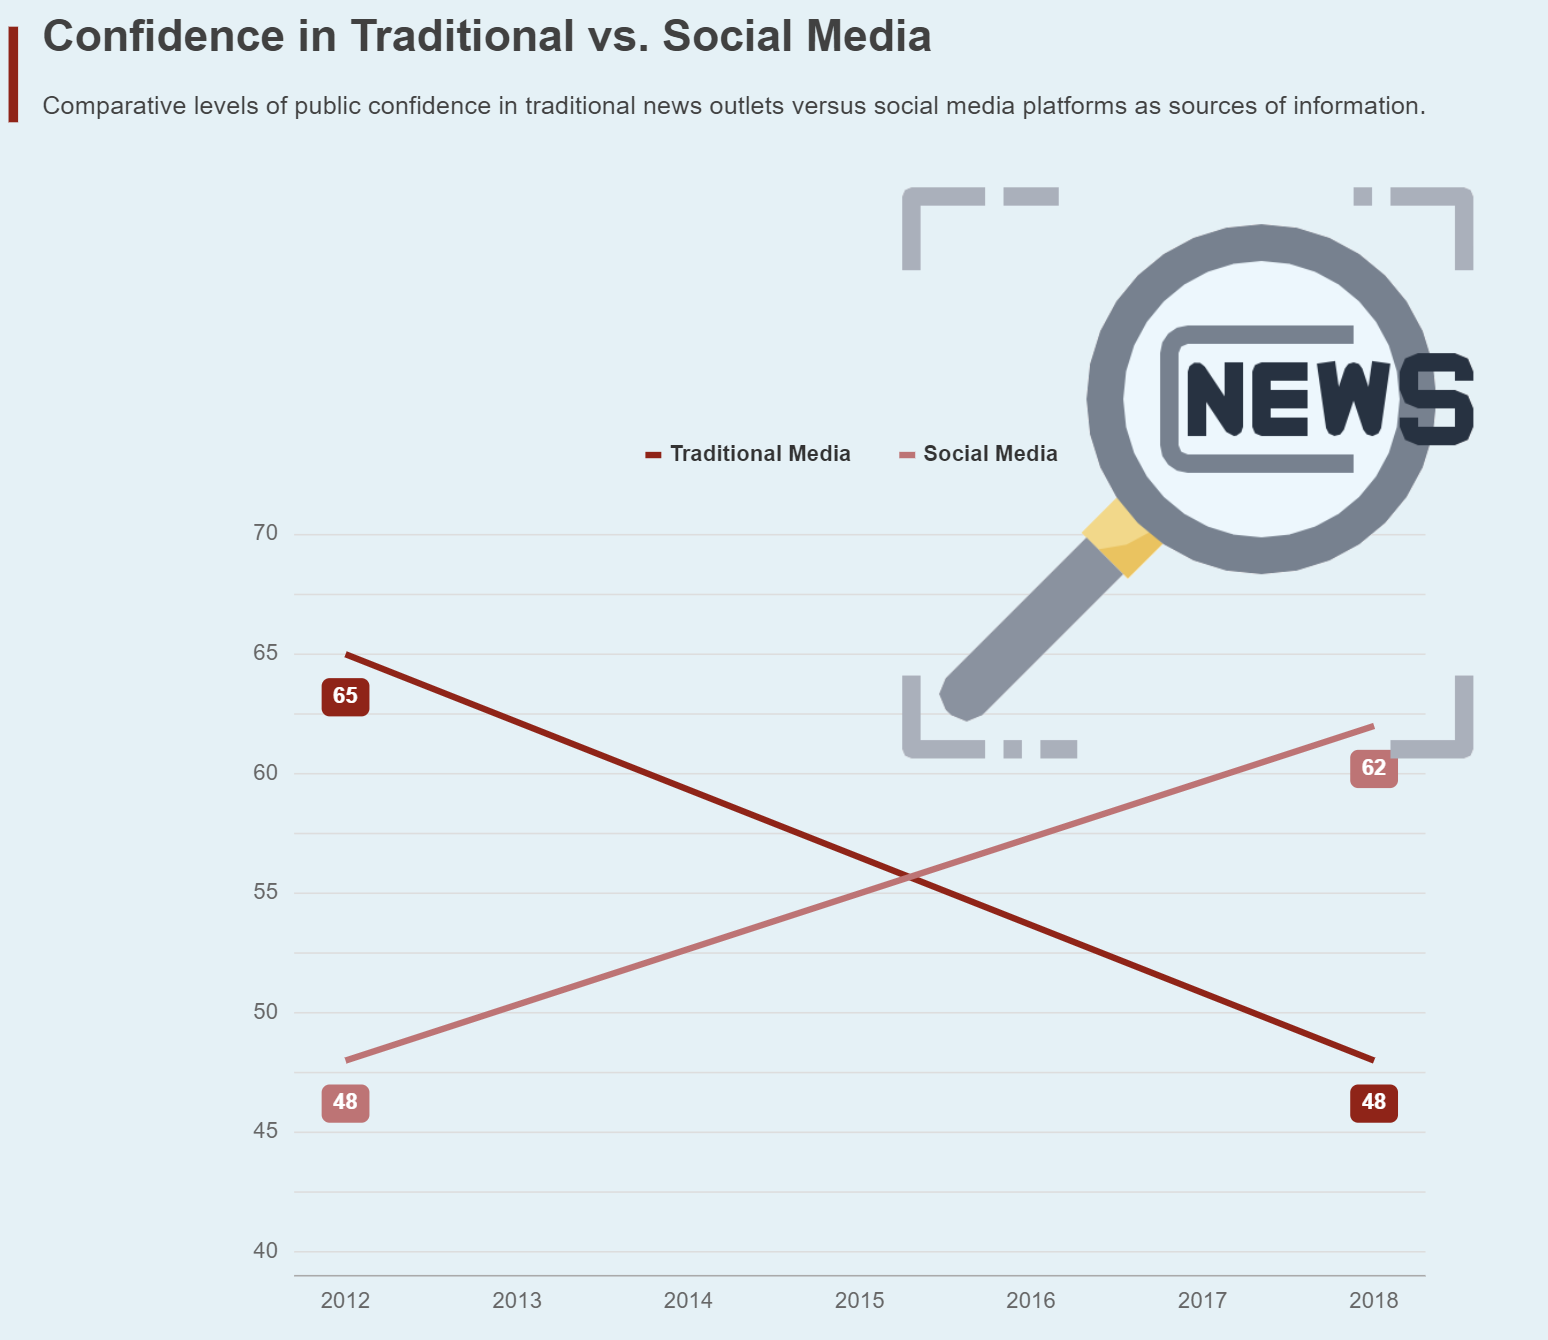 Confidence in Traditional vs. Social Media
Comparative levels of public confidence in traditional news outlets versus social media platforms as sources of information.
NEWS
Traditional Media
Social Media
70
65
65
60
62
55
50
48
48
45
40
2012 2013 2014 2015 2016 2017 2018